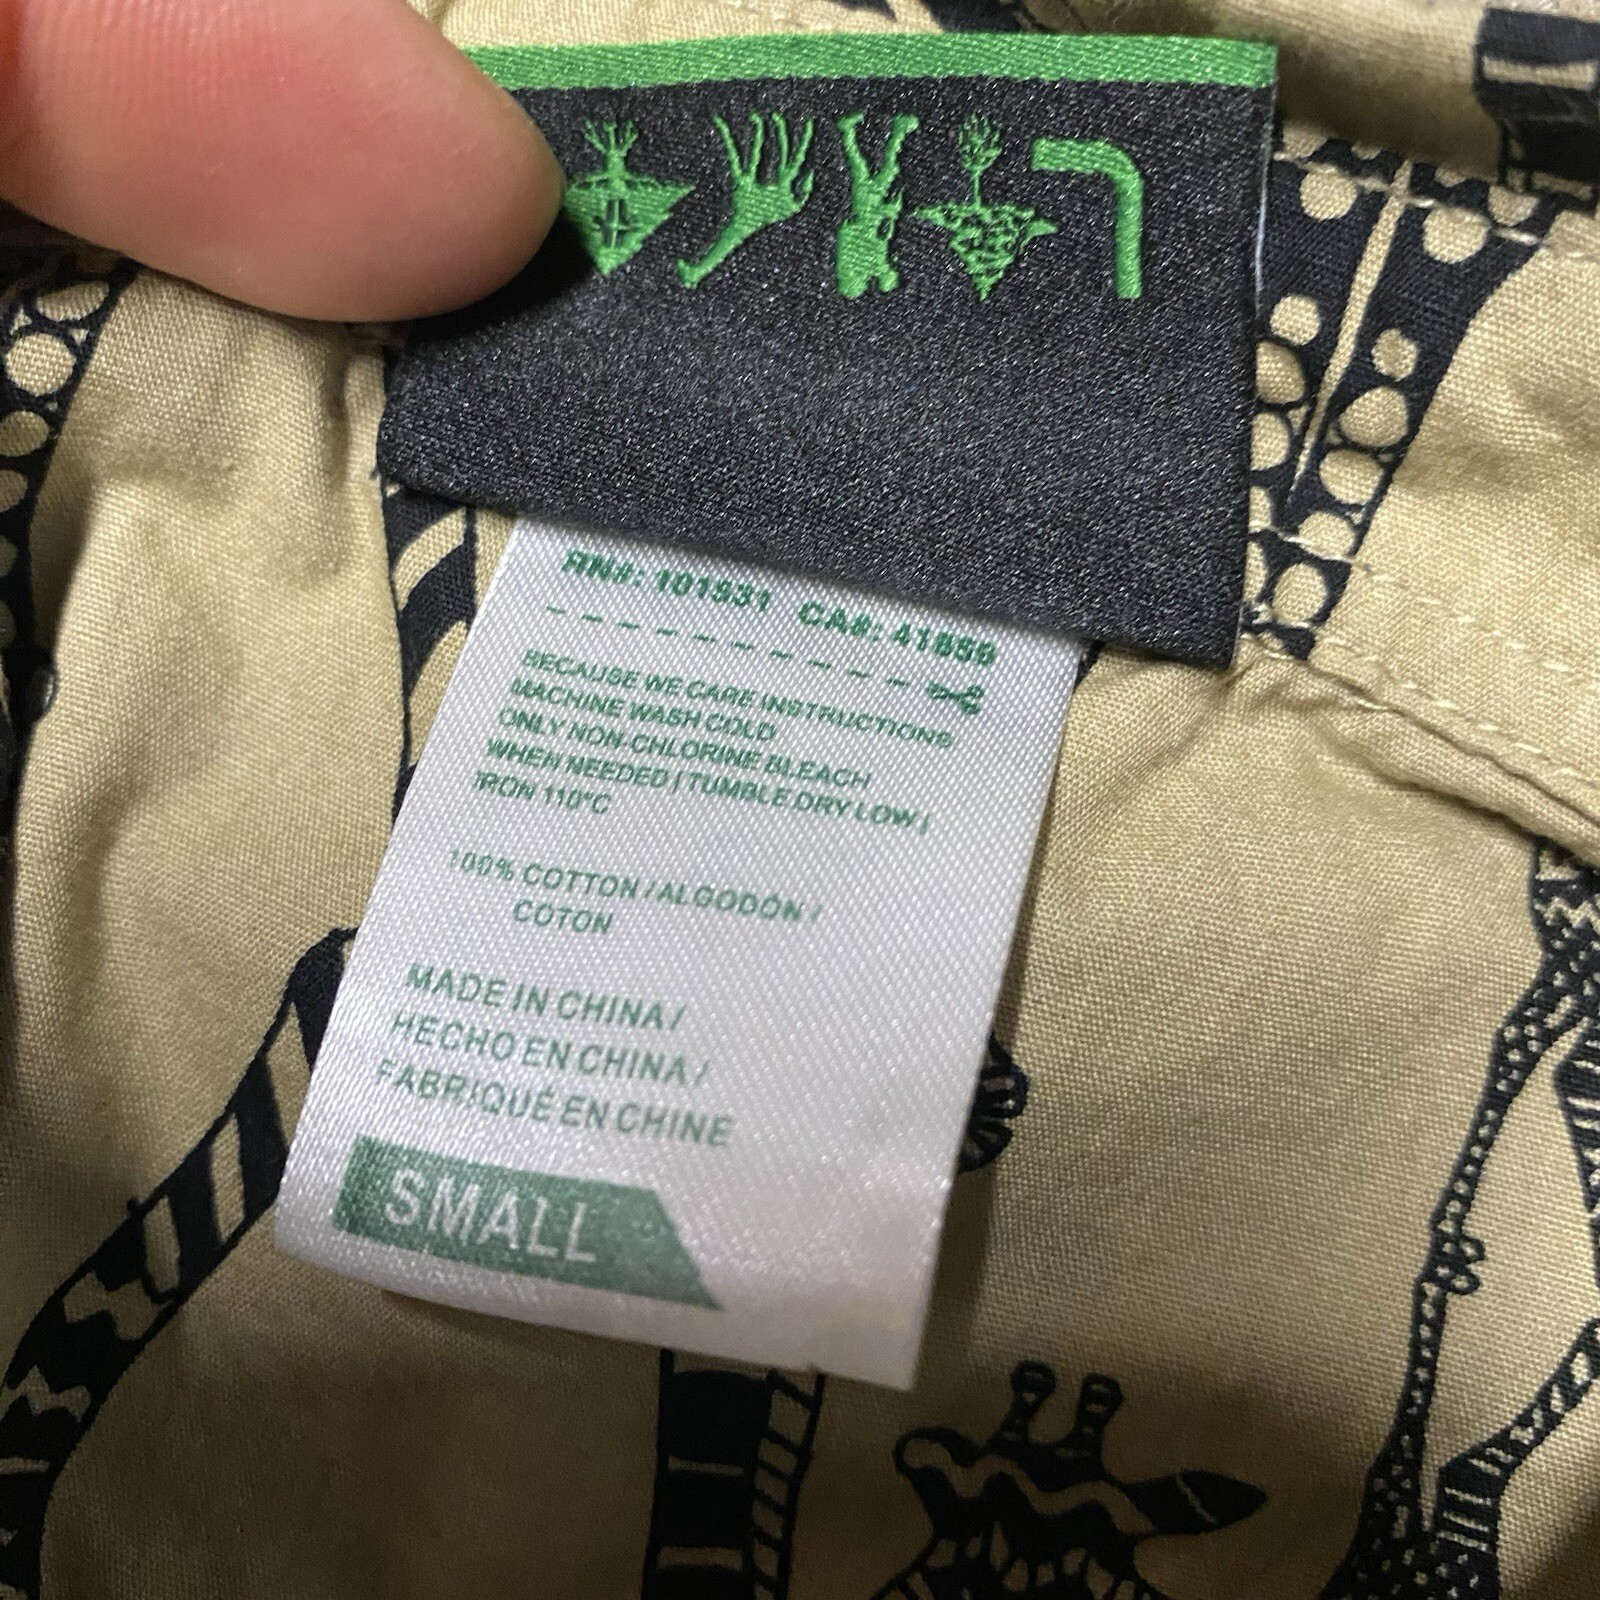 RN#: 101831 CA#: 41859
BECAUSE WE CARE INSTRUCTIONS
MACHINE WASH COLD
ONLY NON-CHLORINE BLEACH
WHEN NEEDED | TUMBLE DRY LOW |
IRON 110°C
100% COTTON / ALGODÓN /
COTON
MADE IN CHINA /
HECHO EN CHINA /
FABRIQUÉ EN CHINE
SMALL